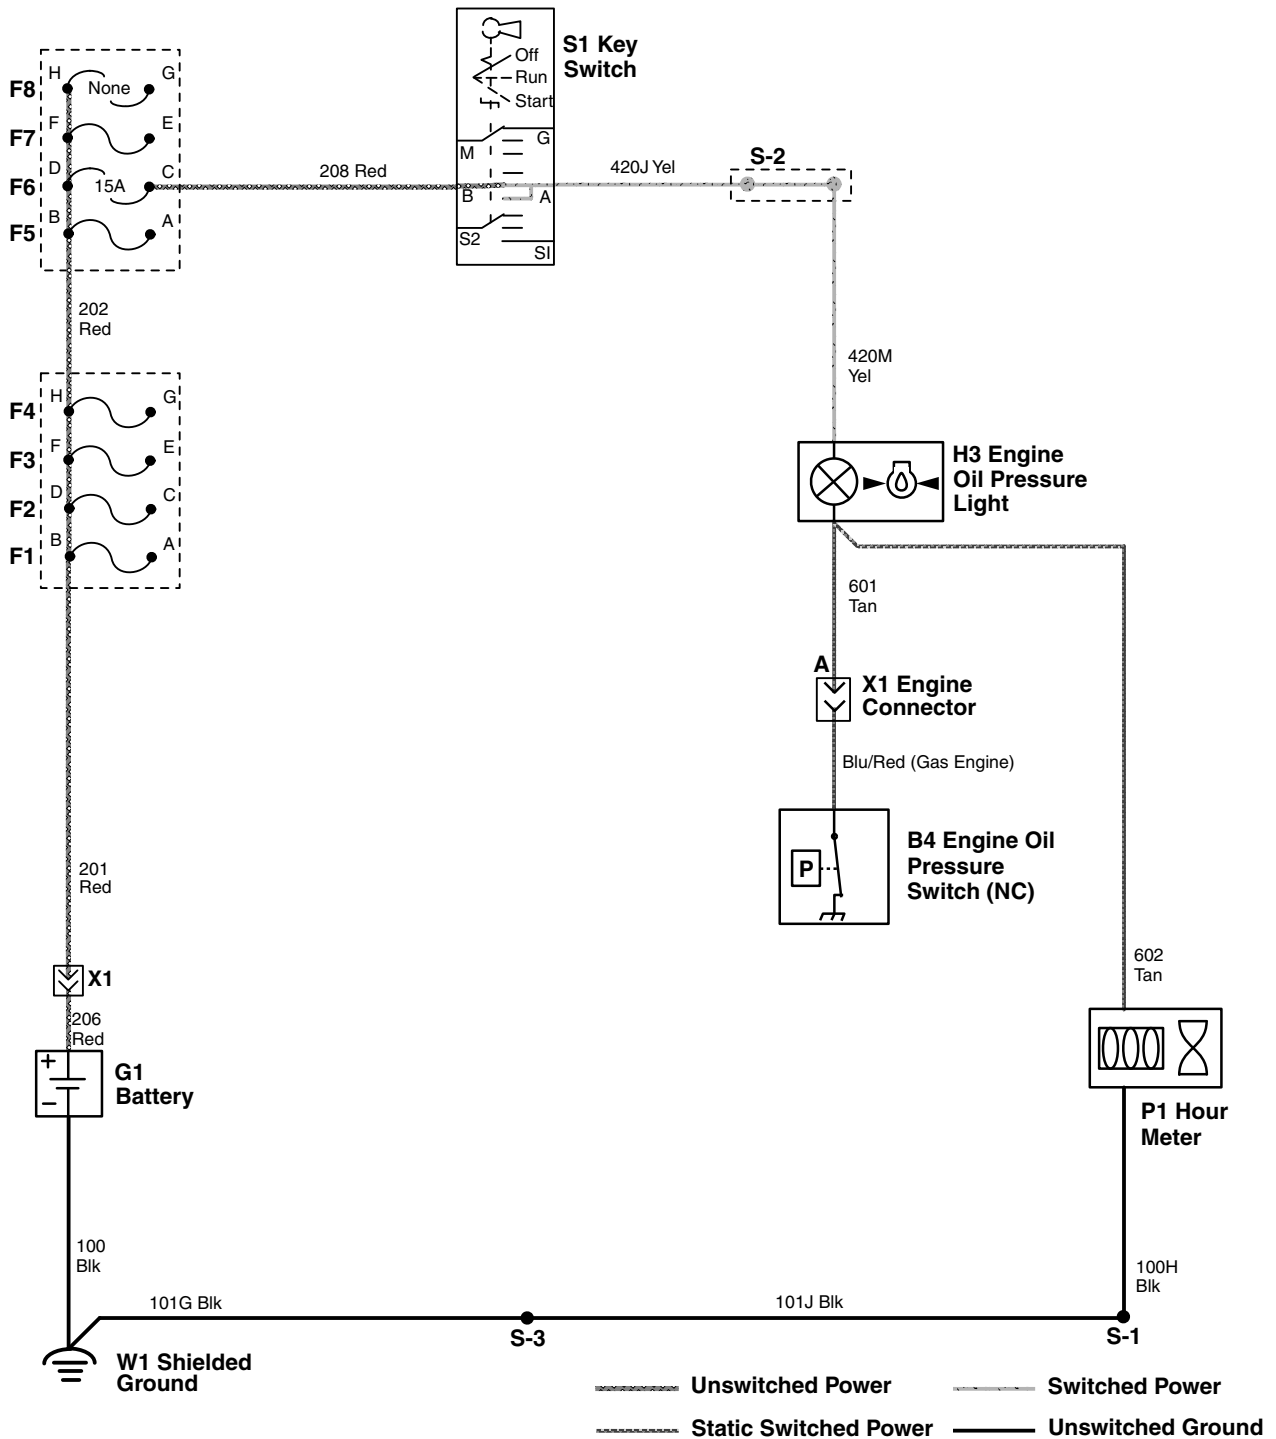 S1 Key
Switch
Off
Run
Start
M
G
B
A
S2
SI
F8
H
None
G
F7
F
E
F6
D
15A
C
F5
B
A
208 Red
420J Yel
S-2
202
Red
420M
Yel
F4
H
G
F3
F
E
F2
D
C
F1
B
A
H3 Engine
Oil Pressure
Light
601
Tan
A
X1 Engine
Connector
Blu/Red (Gas Engine)
P
B4 Engine Oil
Pressure
Switch (NC)
201
Red
X1
206
Red
+
−
G1
Battery
602
Tan
P1 Hour
Meter
100
Blk
100H
Blk
101G Blk
101J Blk
S-3
S-1
W1 Shielded
Ground
Unswitched Power
Switched Power
Static Switched Power
Unswitched Ground